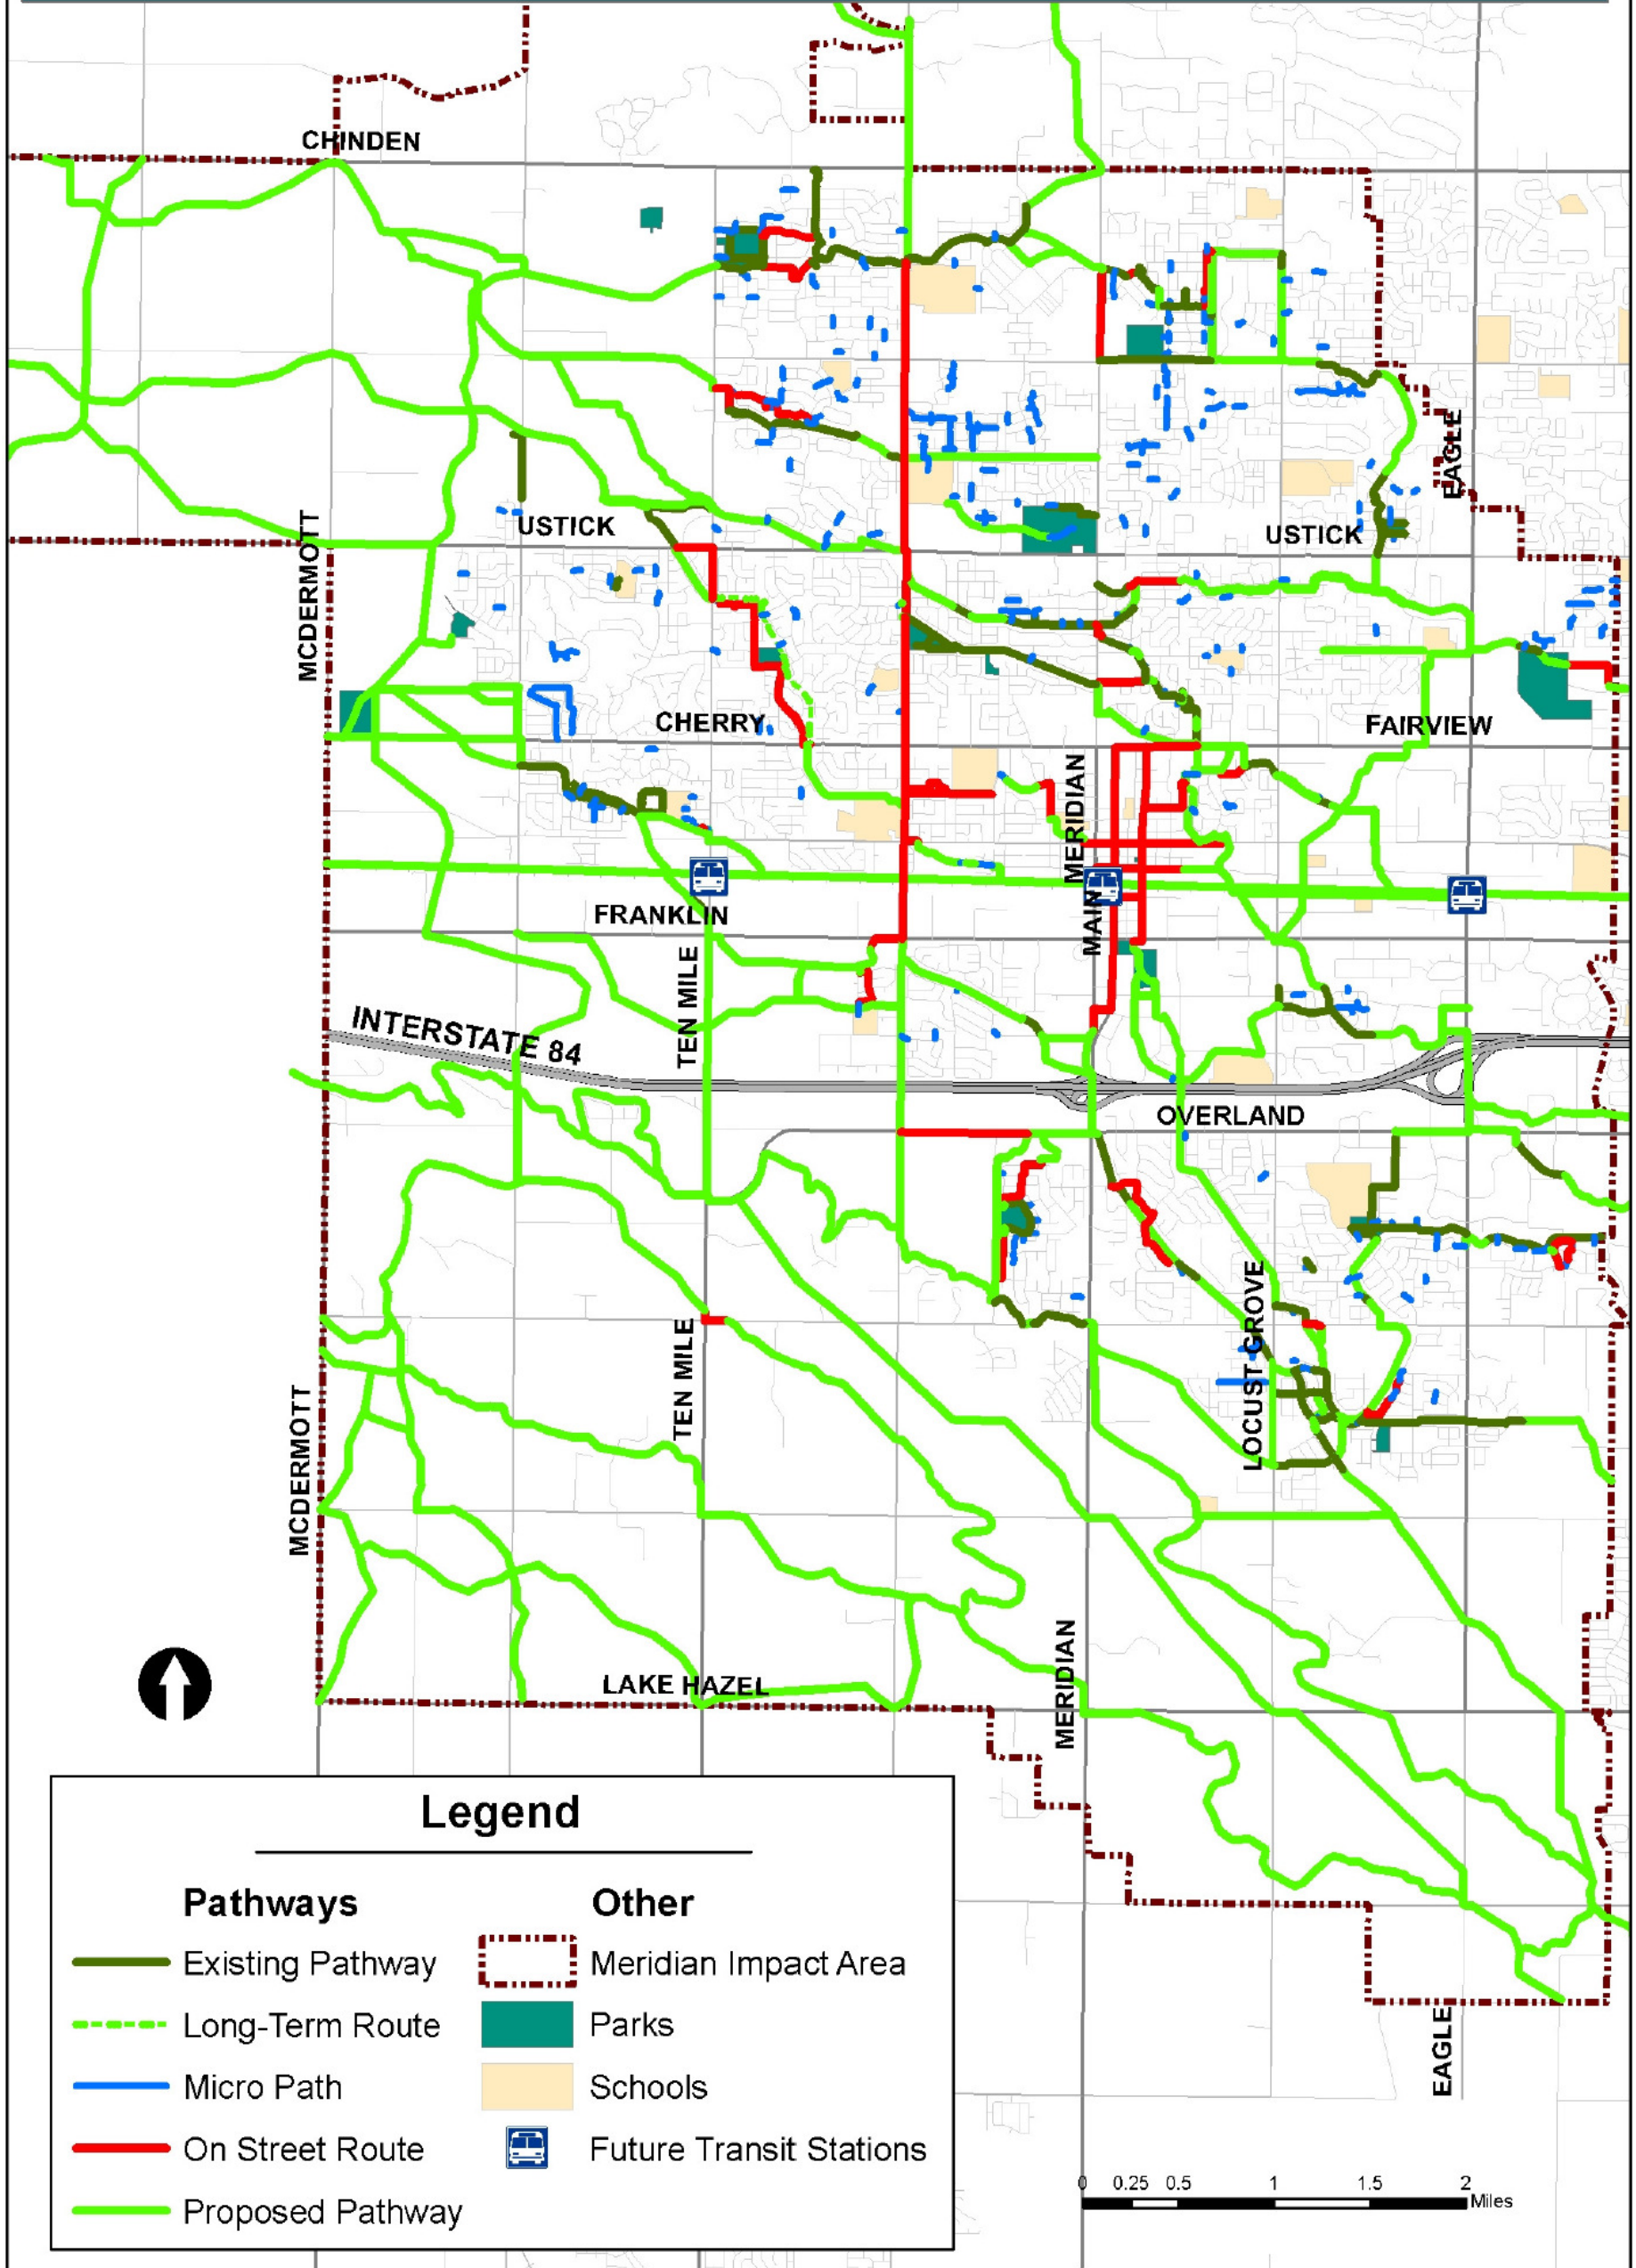 CHINDEN
EAGLE
USTICK
USTICK
MCDERMOTT
CHERRY
FAIRVIEW
MERIDIAN
MAIN
FRANKLIN
TEN MILE
INTERSTATE 84
OVERLAND
LOCUST GROVE
TEN MILE
MCDERMOTT
MERIDIAN
LAKE HAZEL
Legend
Pathways
Other
Existing Pathway
Meridian Impact Area
Long-Term Route
Parks
Micro Path
Schools
On Street Route
Future Transit Stations
Proposed Pathway
EAGLE
0 0.25 0.5 1 1.5 2
Miles